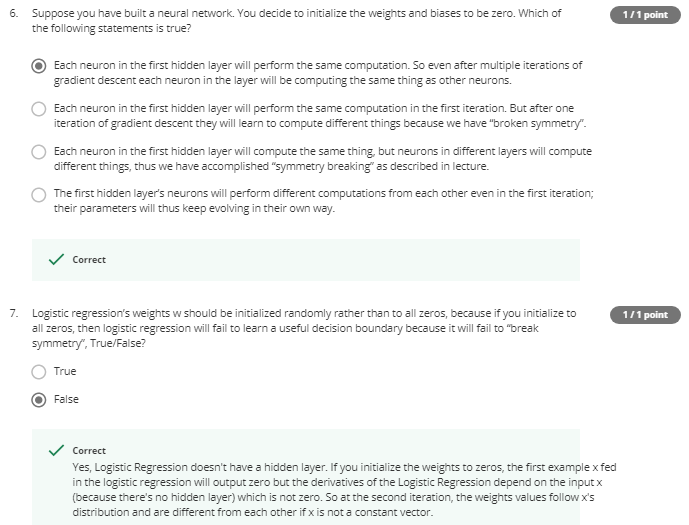 6. Suppose you have built a neural network. You decide to initialize the weights and biases to be zero. Which of
the following statements is true?
1 / 1 point
Each neuron in the first hidden layer will perform the same computation. So even after multiple iterations of
gradient descent each neuron in the layer will be computing the same thing as other neurons.
Each neuron in the first hidden layer will perform the same computation in the first iteration. But after one
iteration of gradient descent they will learn to compute different things because we have "broken symmetry".
Each neuron in the first hidden layer will compute the same thing, but neurons in different layers will compute
different things, thus we have accomplished "symmetry breaking" as described in lecture.
The first hidden layer's neurons will perform different computations from each other even in the first iteration;
their parameters will thus keep evolving in their own way.
Correct
7. Logistic regression's weights w should be initialized randomly rather than to all zeros, because if you initialize to
all zeros, then logistic regression will fail to learn a useful decision boundary because it will fail to "break
symmetry", True/False?
1 / 1 point
True
False
Correct
Yes, Logistic Regression doesn't have a hidden layer. If you initialize the weights to zeros, the first example x fed
in the logistic regression will output zero but the derivatives of the Logistic Regression depend on the input x
(because there's no hidden layer) which is not zero. So at the second iteration, the weights values follow x's
distribution and are different from each other if x is not a constant vector.